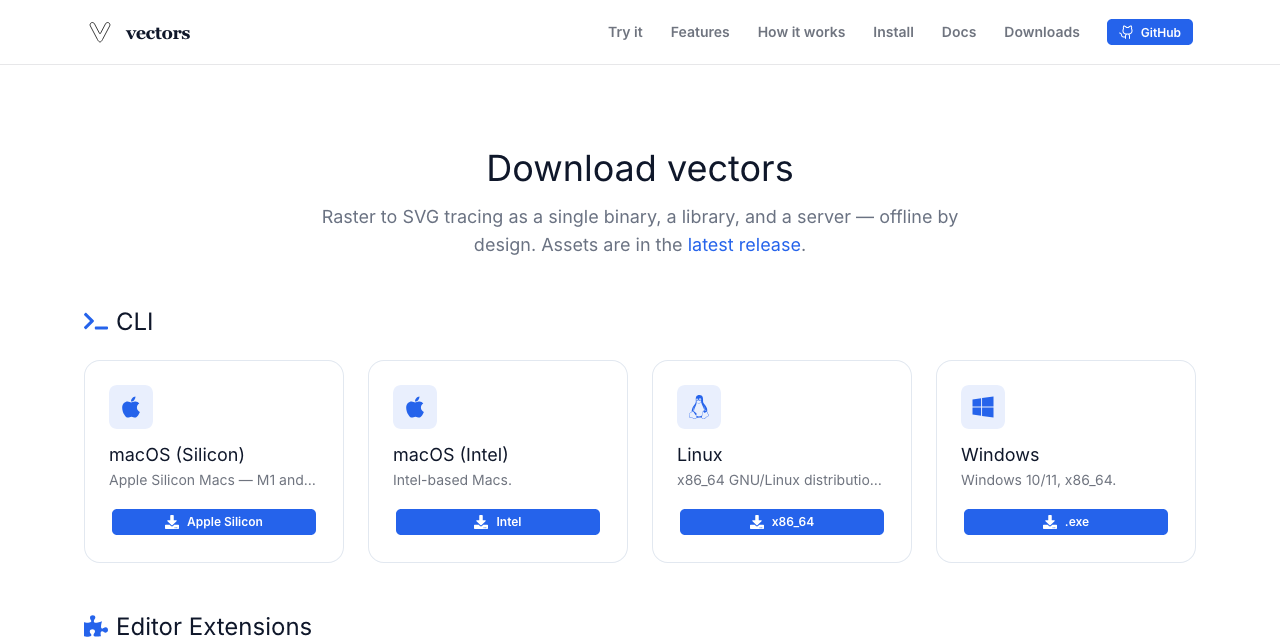 vectors
Try it
Features
How it works
Install
Docs
Downloads
GitHub
Download vectors
Raster to SVG tracing as a single binary, a library, and a server — offline by
design. Assets are in the latest release.
CLI
macOS (Silicon)
Apple Silicon Macs — M1 and...
Apple Silicon
macOS (Intel)
Intel-based Macs.
Intel
Linux
x86_64 GNU/Linux distributio...
x86_64
Windows
Windows 10/11, x86_64.
.exe
Editor Extensions